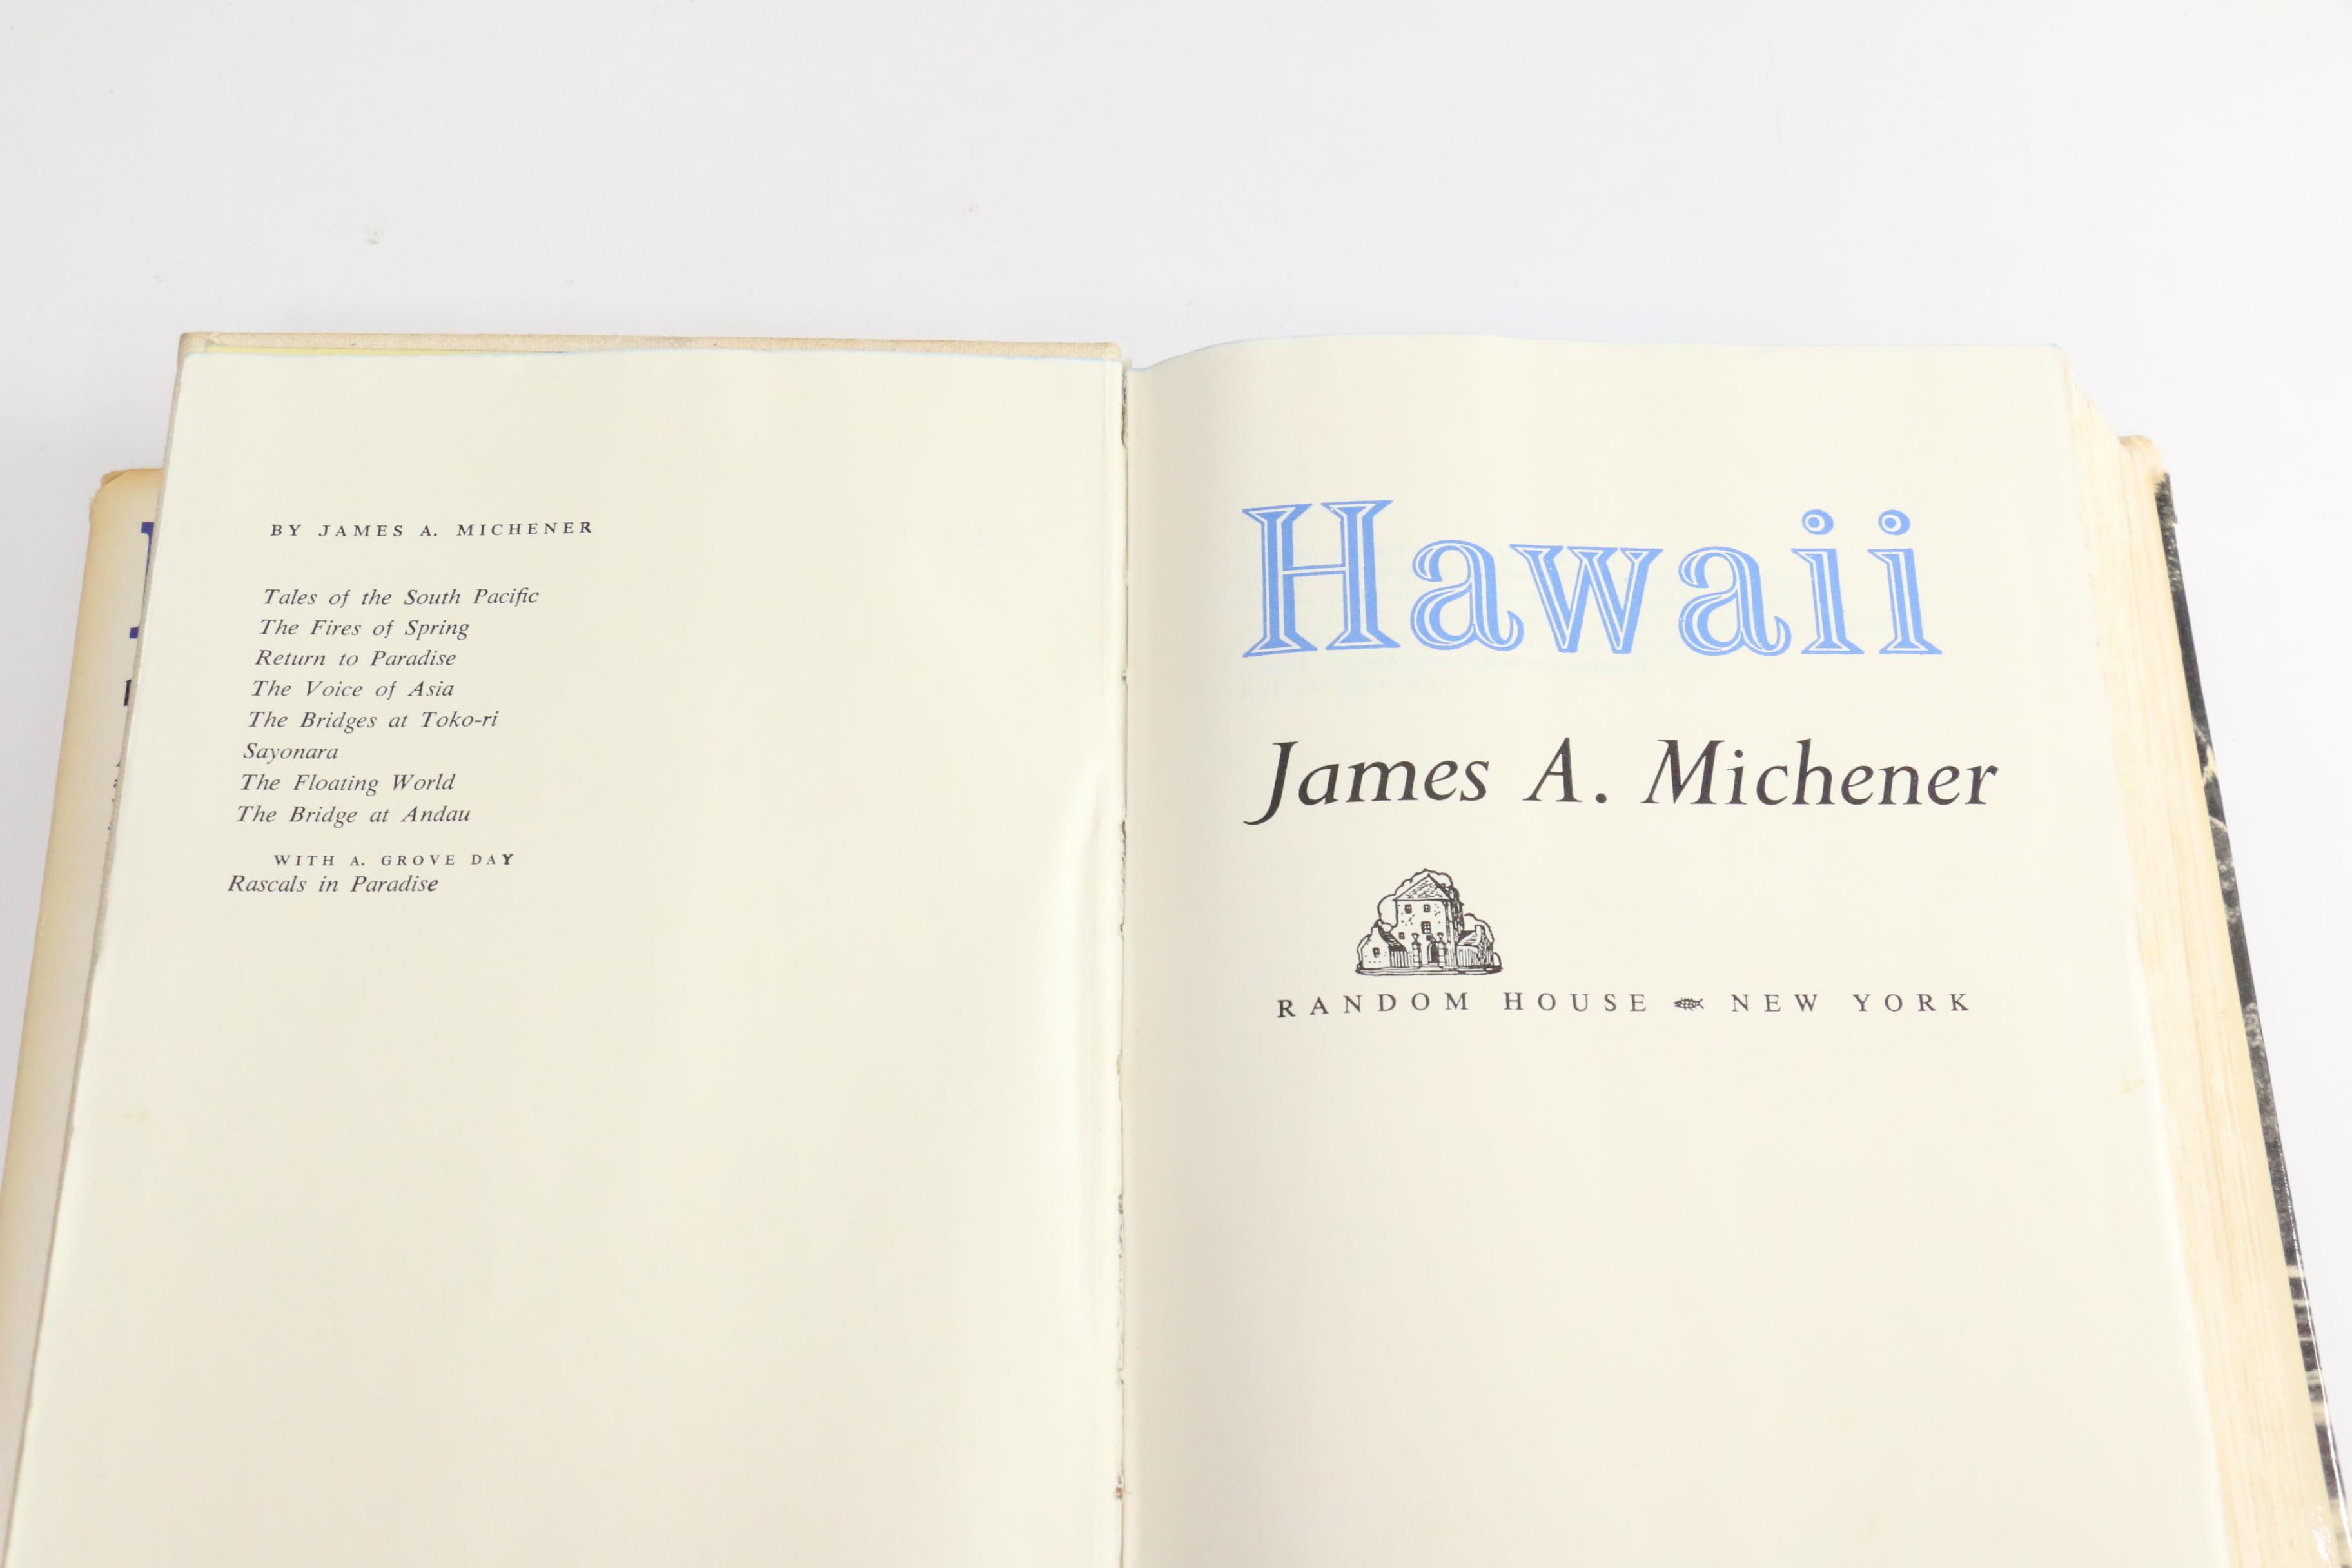 BY JAMES A. MICHENER
Tales of the South Pacific
The Fires of Spring
Return to Paradise
The Voice of Asia
The Bridges at Toko-ri
Sayonara
The Floating World
The Bridge at Andau
WITH A. GROVE DAY
Rascals in Paradise
Hawaii
James A. Michener
RANDOM HOUSE NEW YORK